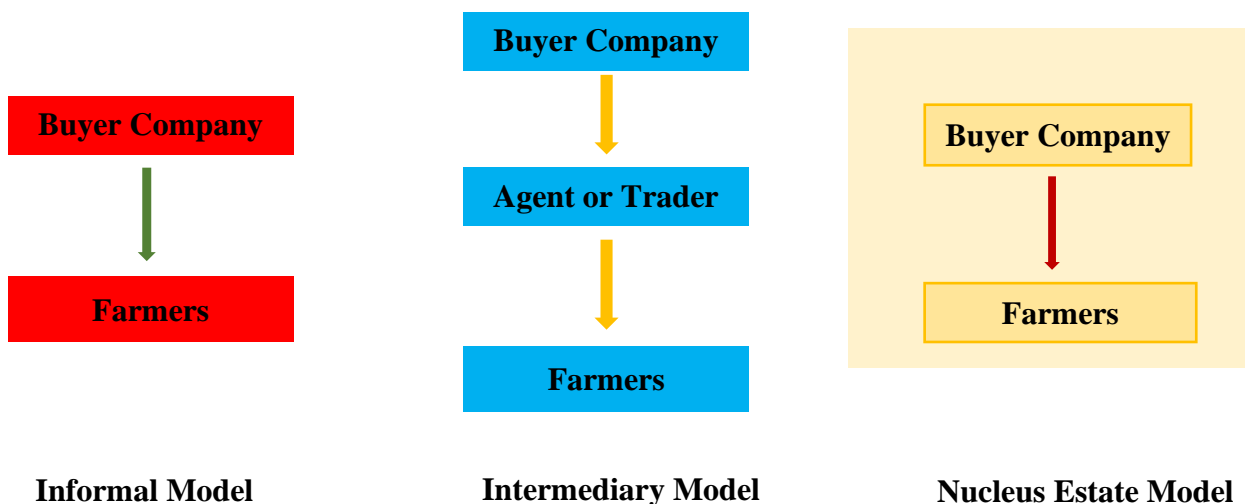 Buyer Company
Farmers
Informal Model
Buyer Company
Agent or Trader
Farmers
Intermediary Model
Buyer Company
Farmers
Nucleus Estate Model